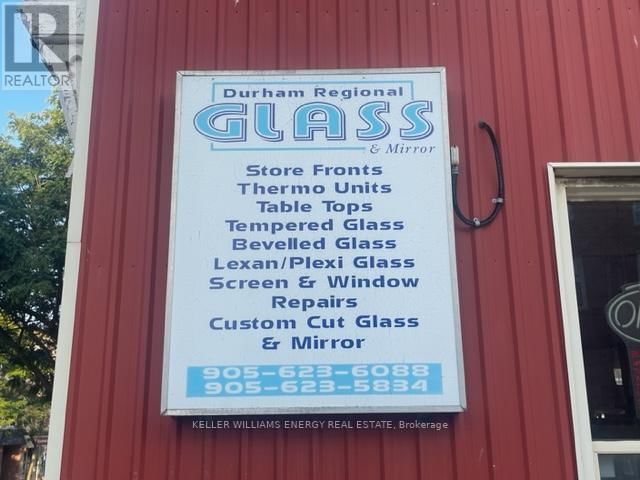 REALTOR
Durham Regional
GLASS
& Mirror
Store Fronts
Thermo Units
Table Tops
Tempered Glass
Bevelled Glass
Lexan/Plexi Glass
Screen & Window
Repairs
Custom Cut Glass
& Mirror
905-623-6088
905-623-5834
KELLER WILLIAMS ENERGY REAL ESTATE, Brokerage